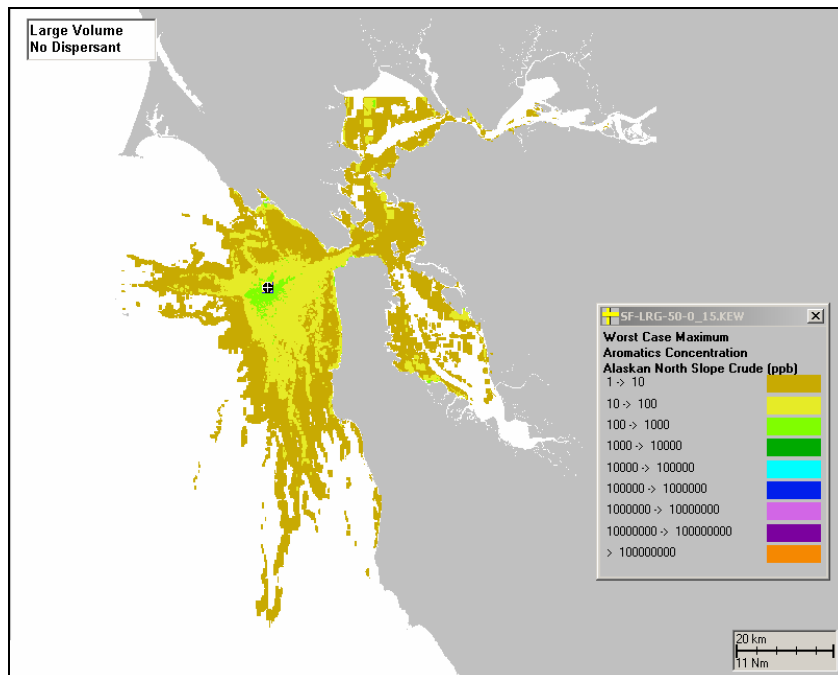 Large Volume
No Dispersant
SF-LRG-50-0_15.KEW
Worst Case Maximum
Aromatics Concentration
Alaskan North Slope Crude (ppb)
1 -> 10
10 -> 100
100 -> 1000
1000 -> 10000
10000 -> 100000
100000 -> 1000000
1000000 -> 10000000
10000000 -> 100000000
> 100000000
20 km
11 Nm